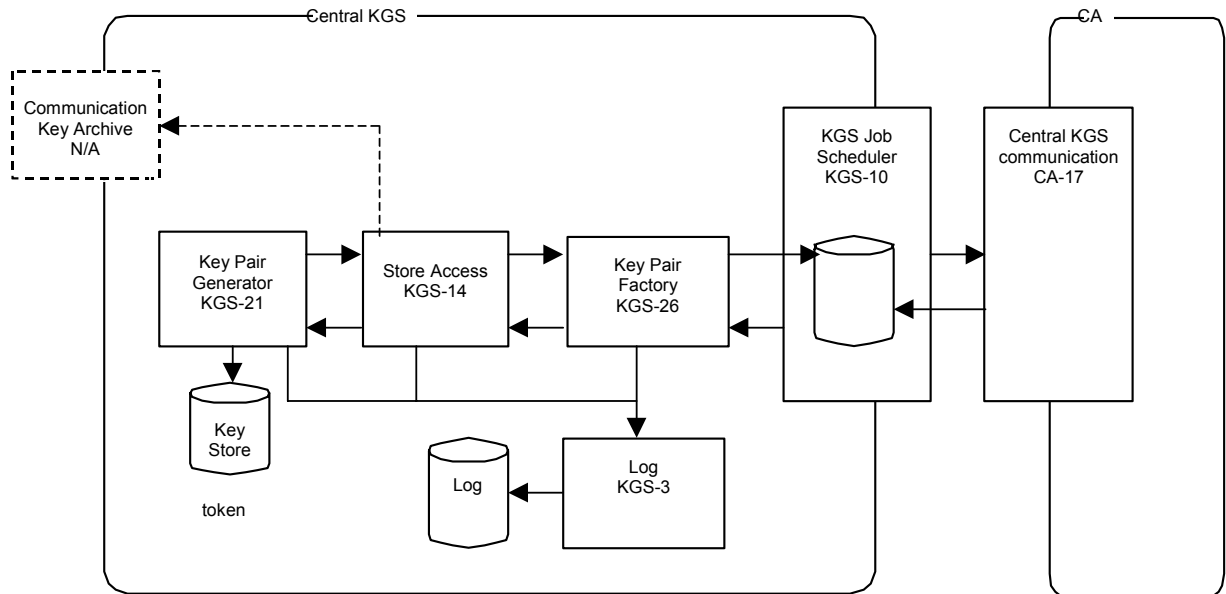 Central KGS
CA
Communication
Key Archive
N/A
KGS Job
Scheduler
KGS-10
Central KGS
communication
CA-17
Key Pair
Generator
KGS-21
Store Access
KGS-14
Key Pair
Factory
KGS-26
Key
Store
token
Log
Log
KGS-3